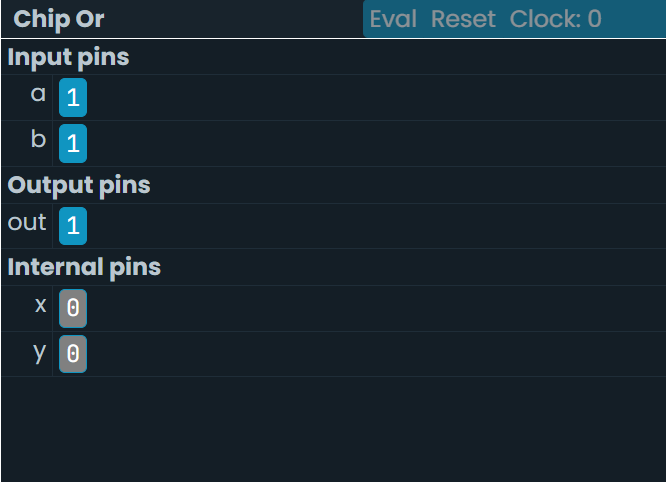 Chip Or Eval Reset Clock: 0
Input pins
a 1
b 1
Output pins
out 1
Internal pins
x 0
y 0